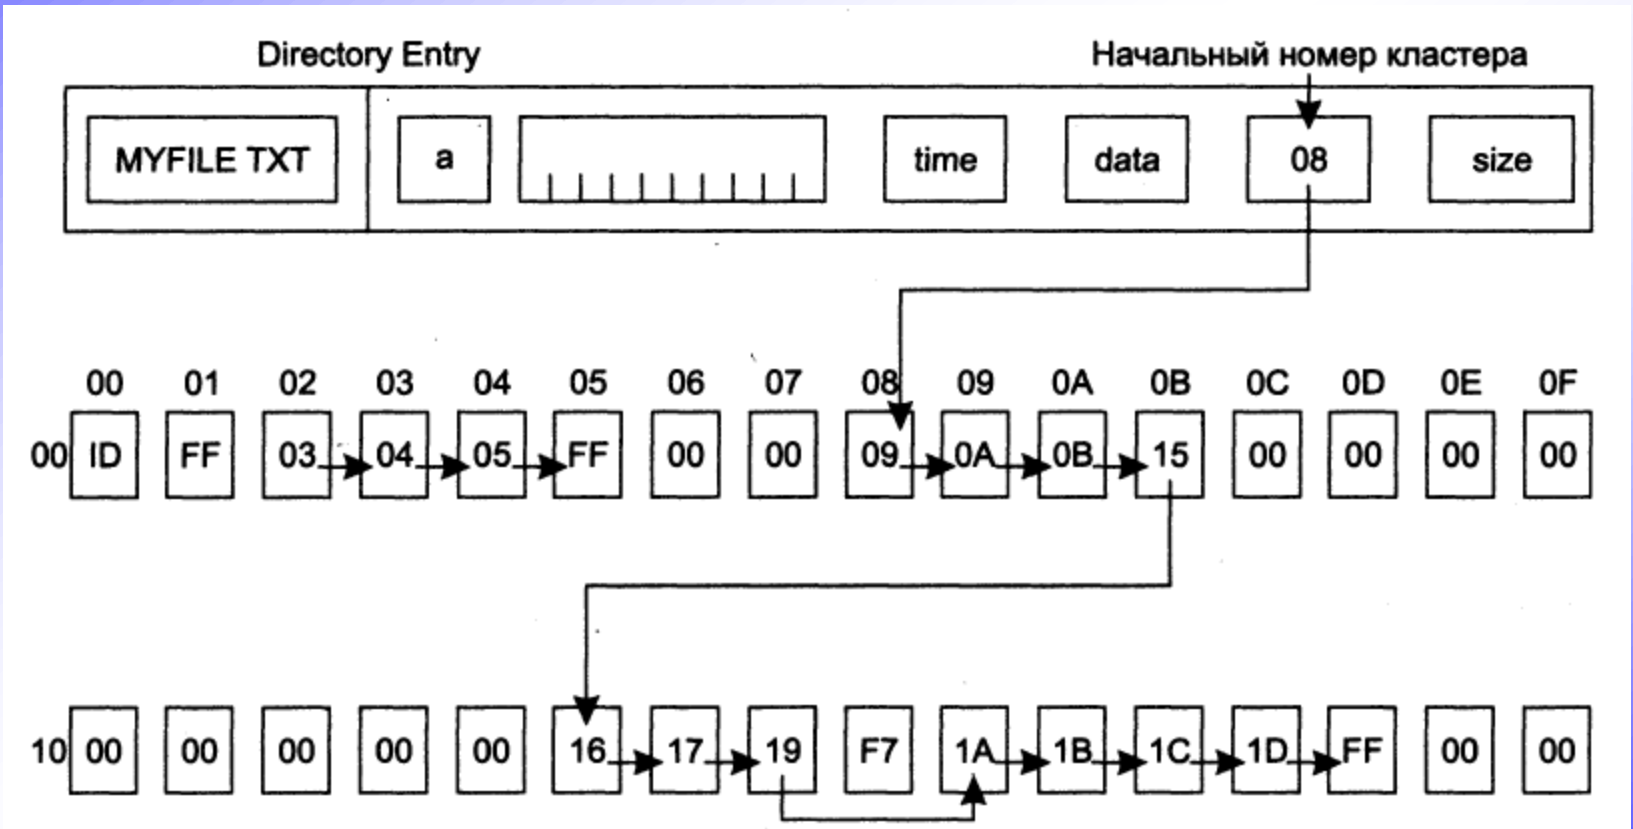 Directory Entry Начальный номер кластера
MYFILE TXT a time data 08 size
00 01 02 03 04 05 06 07 08 09 0A 0B 0C 0D 0E 0F
00 ID FF 03 04 05 FF 00 00 09 0A 0B 15 00 00 00 00
10 00 00 00 00 00 16 17 19 F7 1A 1B 1C 1D FF 00 00